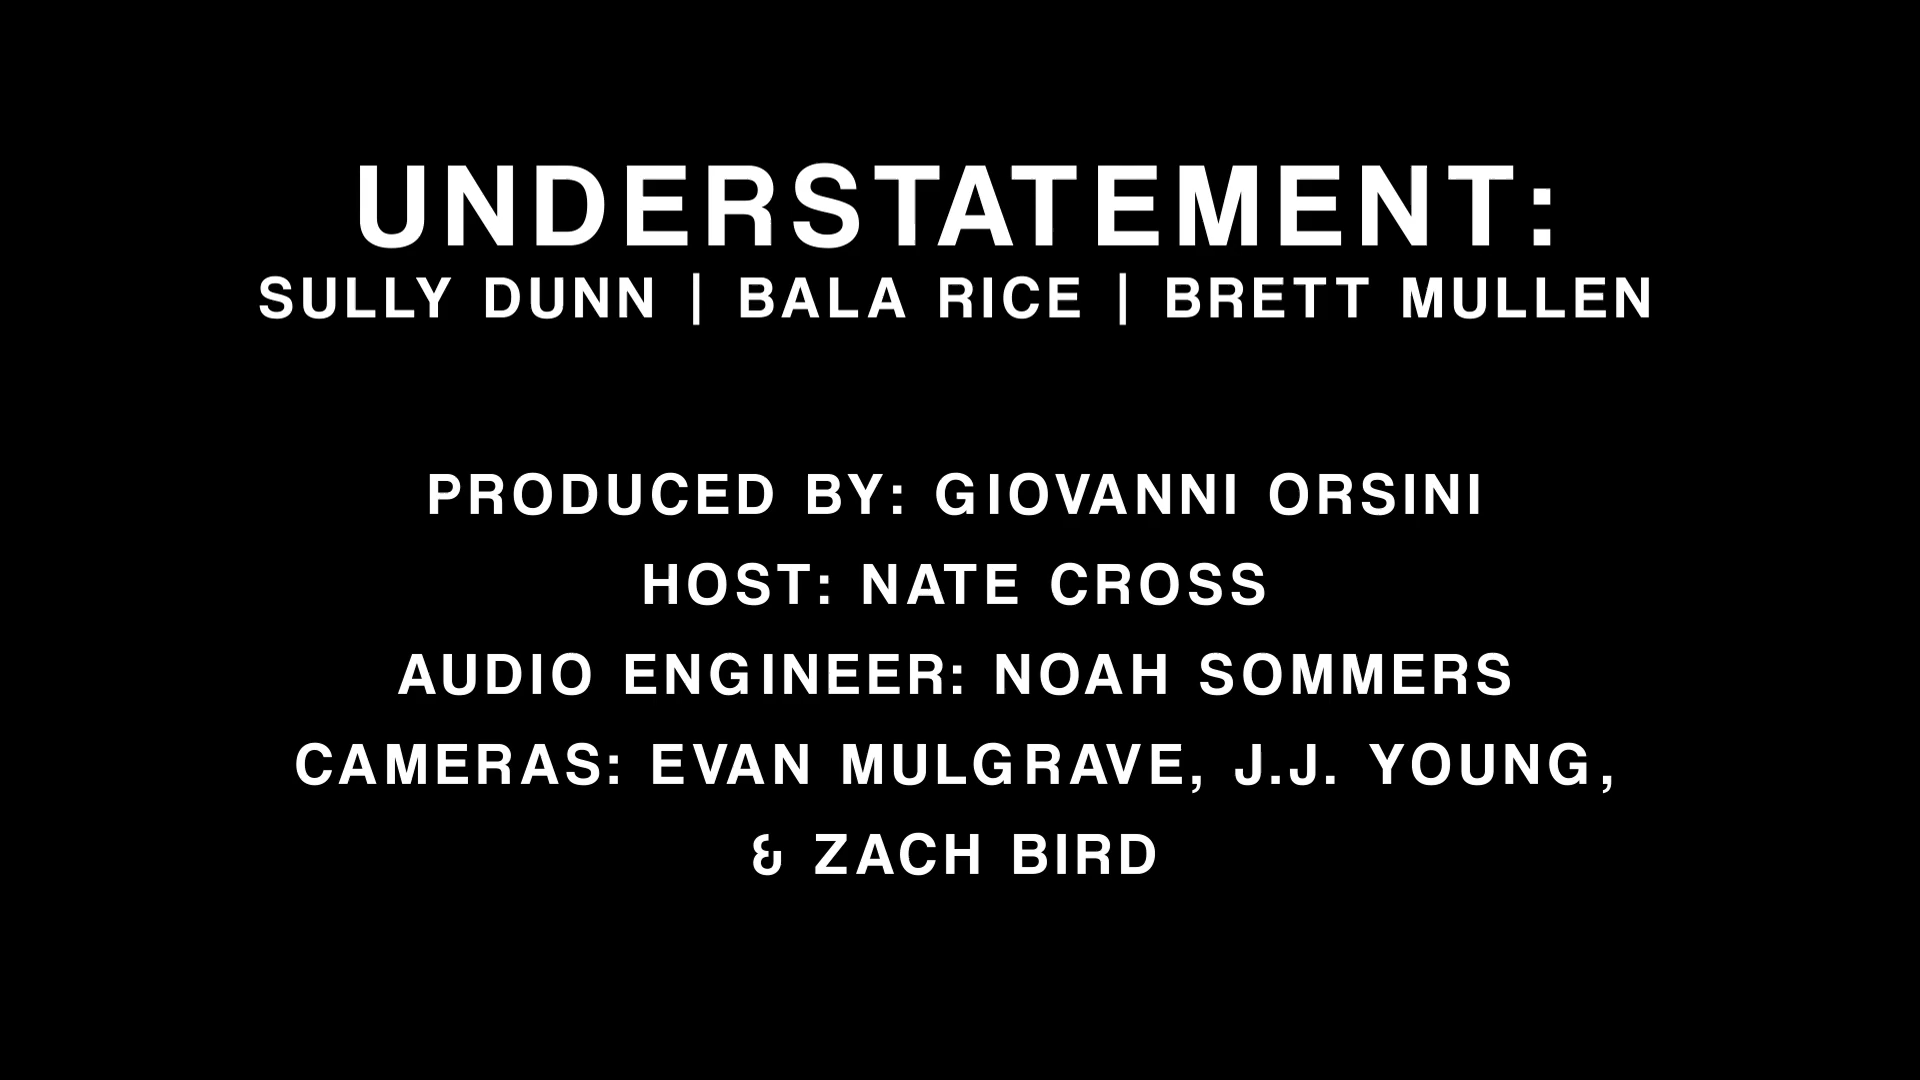 UNDERSTATEMENT:
SULLY DUNN | BALA RICE | BRETT MULLEN
PRODUCED BY: GIOVANNI ORSINI
HOST: NATE CROSS
AUDIO ENGINEER: NOAH SOMMERS
CAMERAS: EVAN MULGRAVE, J.J. YOUNG,
& ZACH BIRD